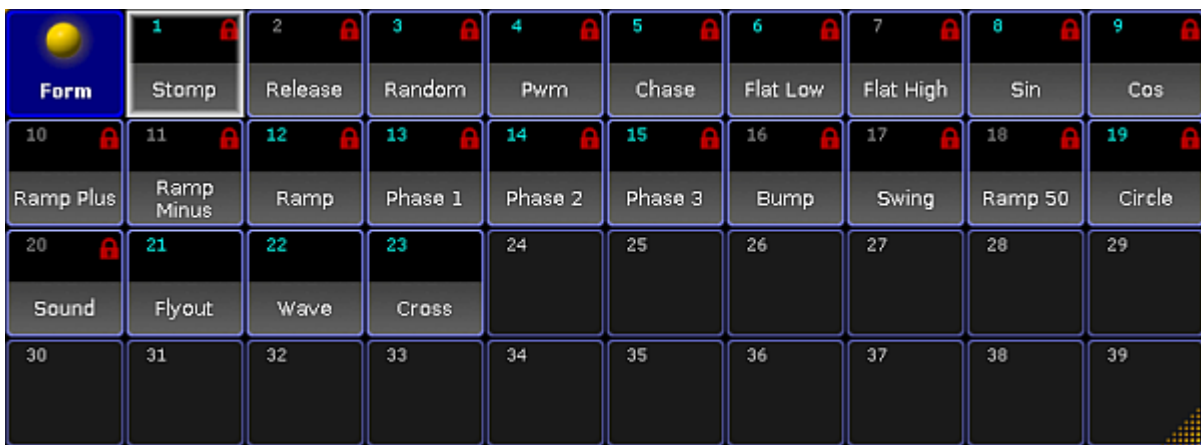 Form
1
Stomp
2
Release
3
Random
4
Pwm
5
Chase
6
Flat Low
7
Flat High
8
Sin
9
Cos
10
Ramp Plus
11
Ramp
Minus
12
Ramp
13
Phase 1
14
Phase 2
15
Phase 3
16
Bump
17
Swing
18
Ramp 50
19
Circle
20
Sound
21
Flyout
22
Wave
23
Cross
24
25
26
27
28
29
30
31
32
33
34
35
36
37
38
39